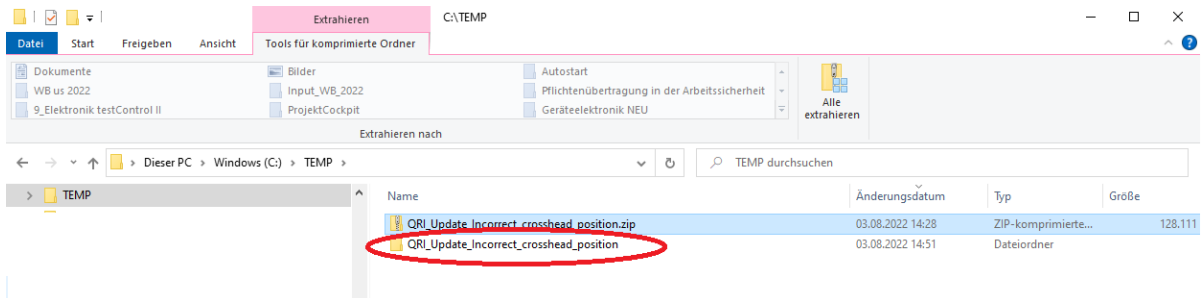 Extrahieren C:\TEMP
Datei Start Freigeben Ansicht Tools für komprimierte Ordner
Dokumente Bilder Autostart
WB us 2022 Input_WB_2022 Pflichtenübertragung in der Arbeitssicherheit
9_Elektronik testControl II ProjektCockpit Geräteelektronik NEU
Alle
extrahieren
Extrahieren nach
Dieser PC > Windows (C:) > TEMP > TEMP durchsuchen
TEMP
Name Änderungsdatum Typ Größe
QRI_Update_Incorrect_crosshead_position.zip 03.08.2022 14:28 ZIP-komprimierte... 128.111
QRI_Update_Incorrect_crosshead_position 03.08.2022 14:51 Dateiordner